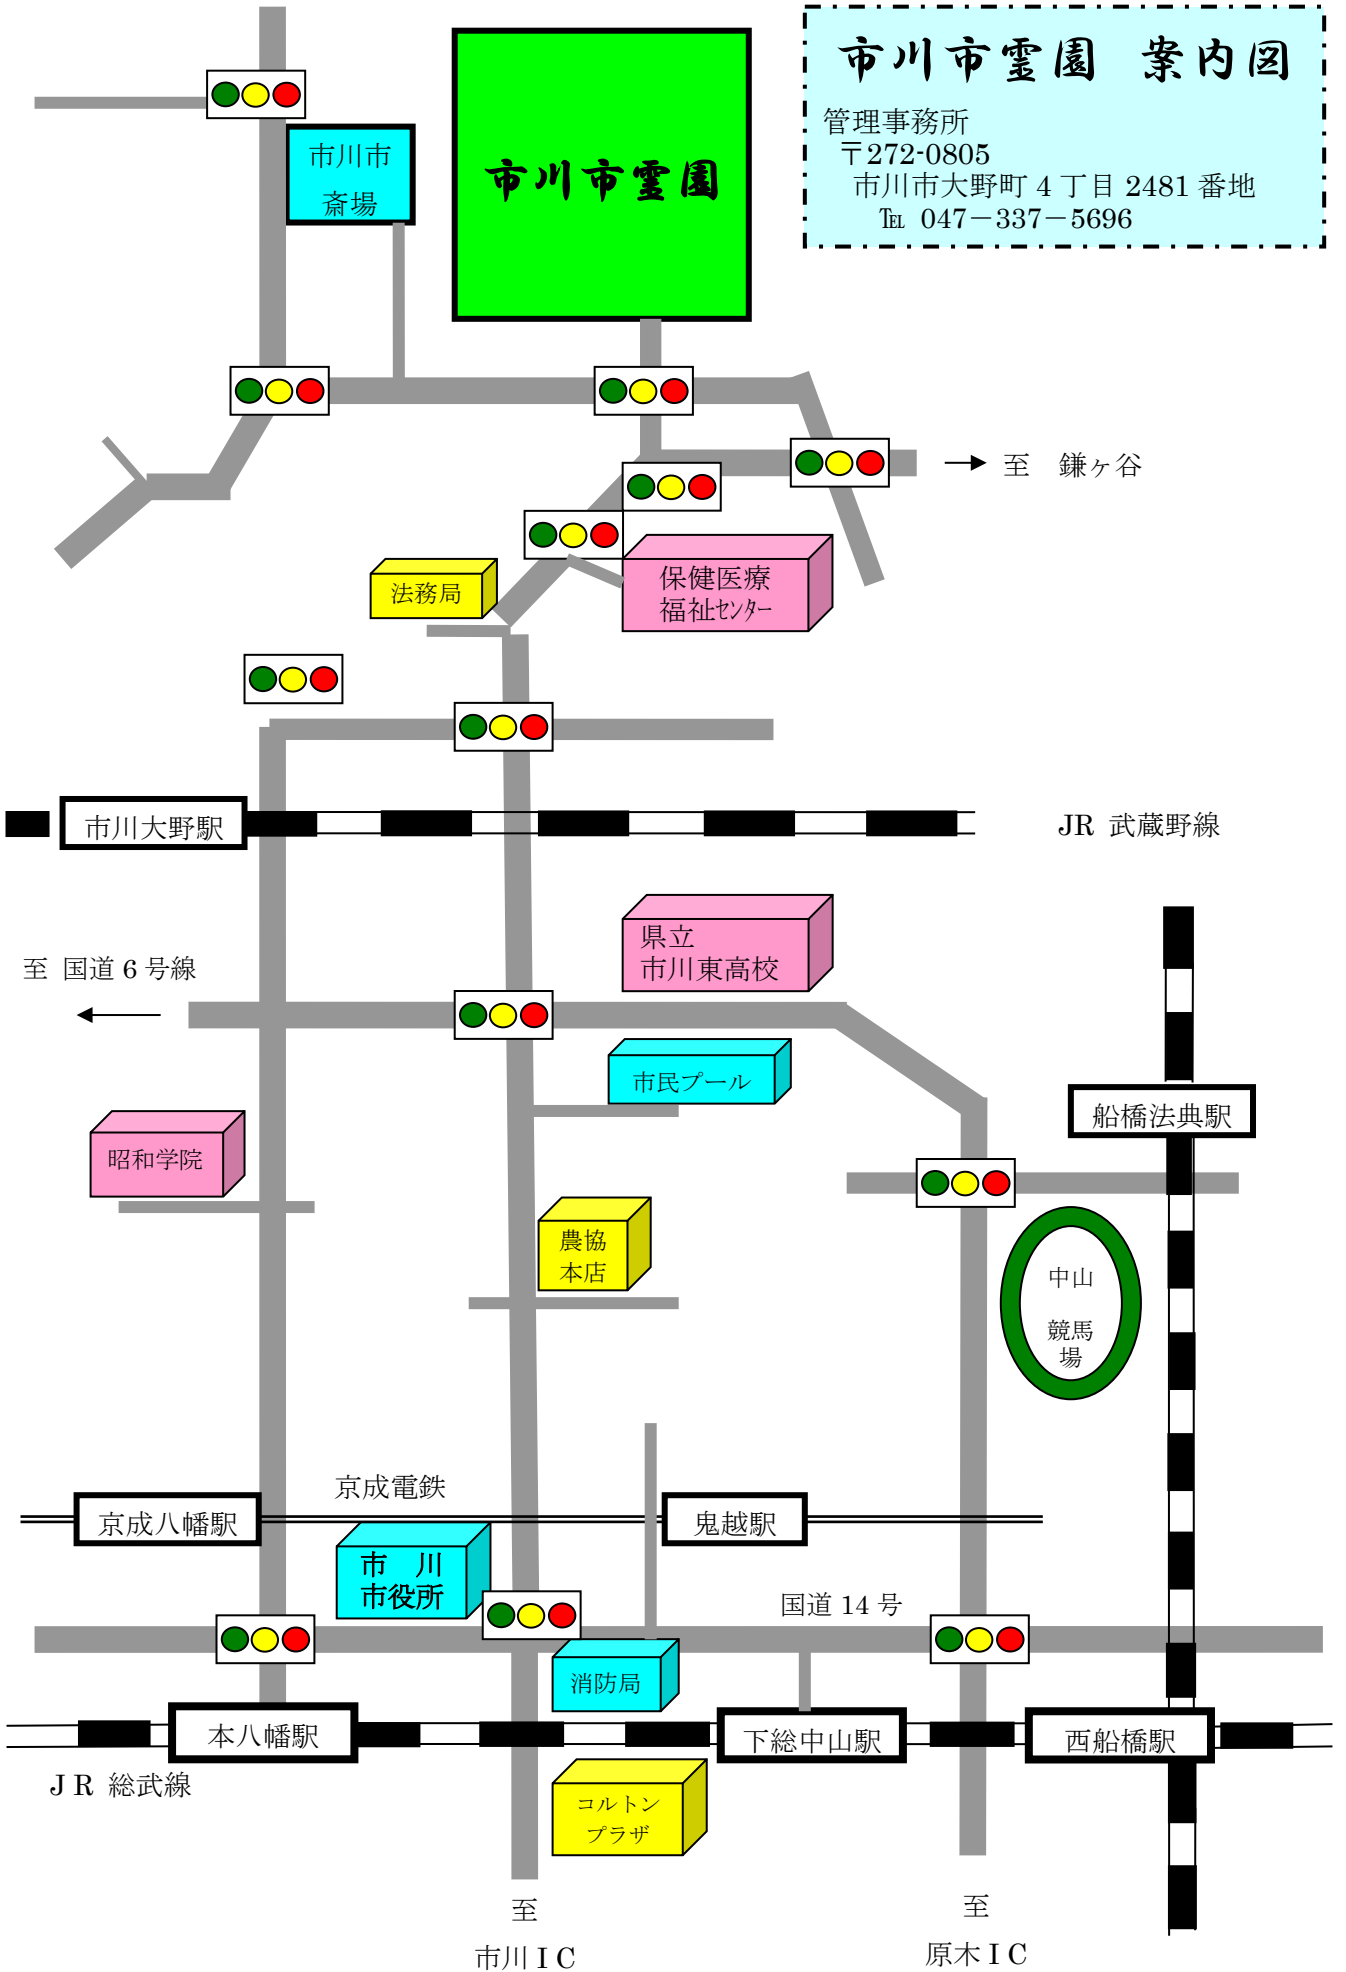 市川市霊園　案内図
管理事務所
〒272-0805
市川市大野町 4 丁目 2481 番地
℡ 047－337－5696
市川市
斎場
市川市霊園
至　鎌ヶ谷
法務局
保健医療
福祉センター
市川大野駅
JR 武蔵野線
県立
市川東高校
至 国道 6 号線
市民プール
船橋法典駅
昭和学院
農協
本店
中山
競馬
場
京成電鉄
京成八幡駅
鬼越駅
市　川
市役所
国道 14 号
消防局
本八幡駅
下総中山駅
西船橋駅
ＪＲ 総武線
コルトン
プラザ
至
市川ＩＣ
至
原木ＩＣ